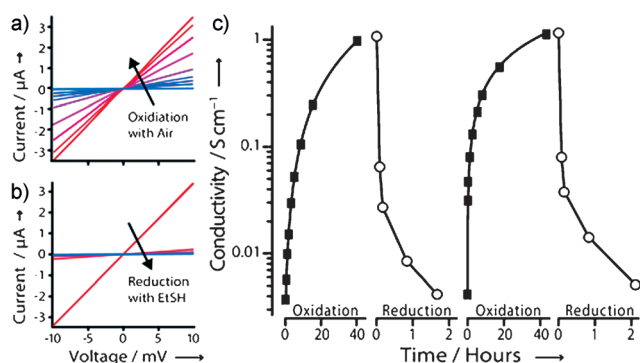 a)
Current / μA →
3
2
1
0
-1
-2
-3
Oxidiation
with Air
b)
Current / μA →
3
2
1
0
-1
-2
-3
Reduction
with EtSH
-10 -5 0 5 10
Voltage / mV →
c)
Conductivity / S cm⁻¹ →
1
0.1
0.01
Oxidation Reduction Oxidation Reduction
0 20 40 0 1 2 0 20 40 0 1 2
Time / Hours →